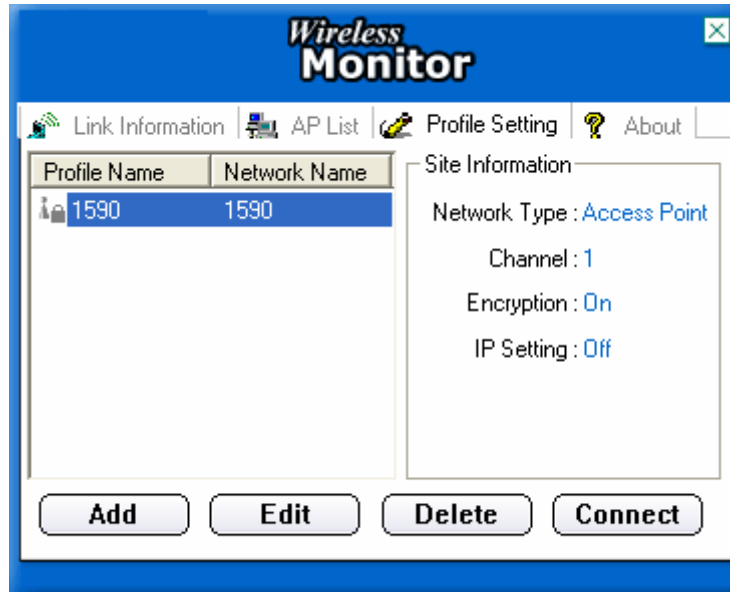 Wireless
Monitor
Link Information AP List Profile Setting About
Profile Name Network Name
1590 1590
Site Information
Network Type : Access Point
Channel : 1
Encryption : On
IP Setting : Off
Add Edit Delete Connect